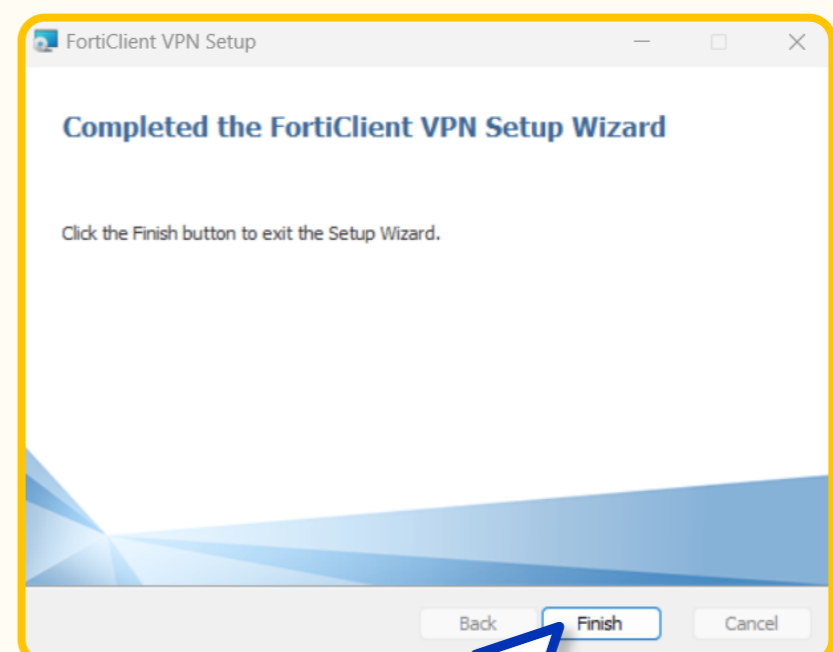 FortiClient VPN Setup
Completed the FortiClient VPN Setup Wizard
Click the Finish button to exit the Setup Wizard.
Back Finish Cancel